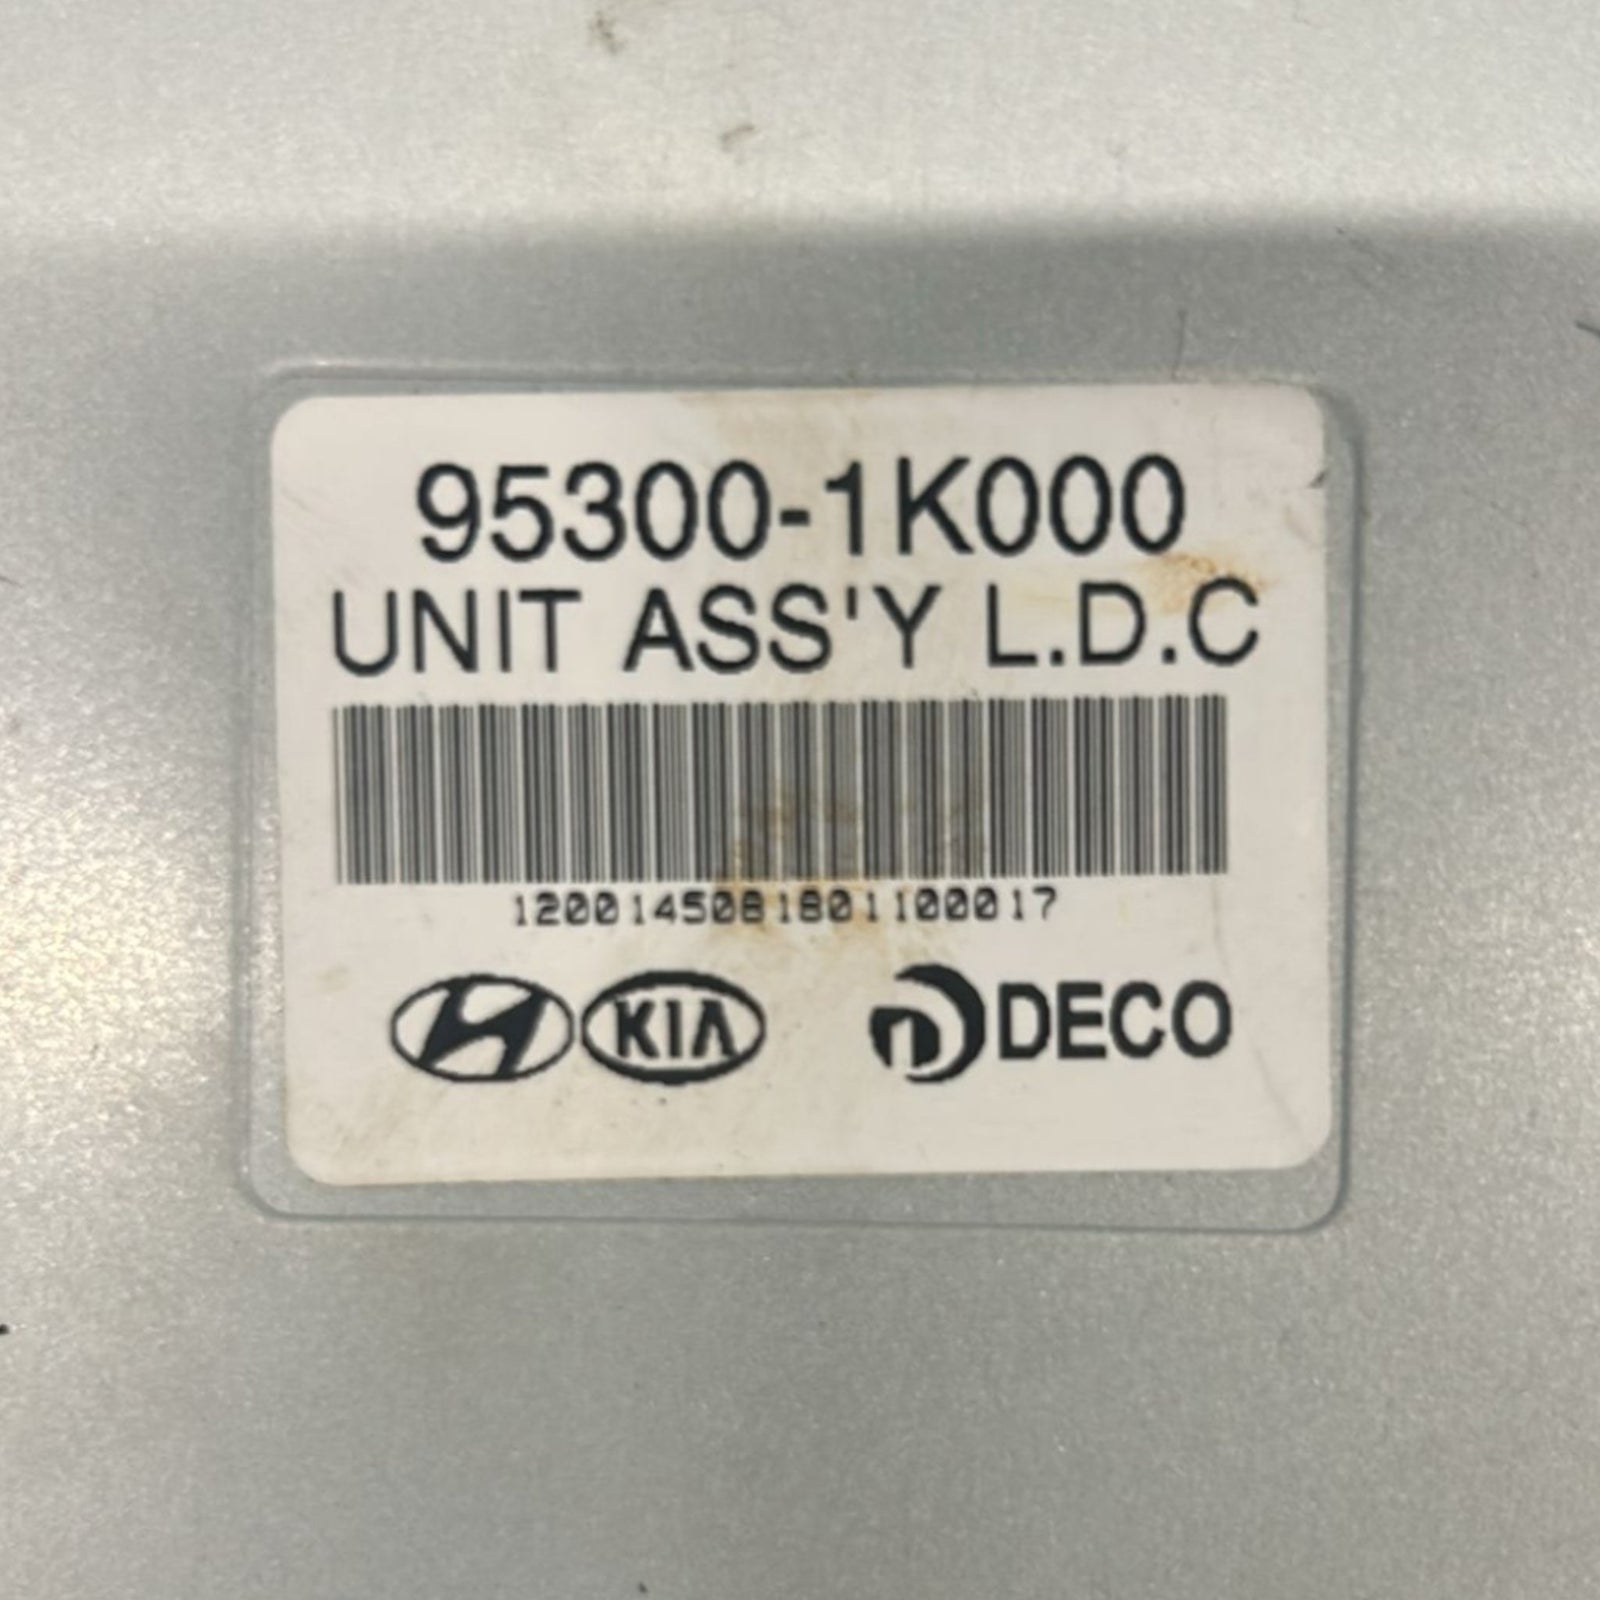 95300-1K000
UNIT ASS'Y L.D.C
1200145081801100017
KIA DECO